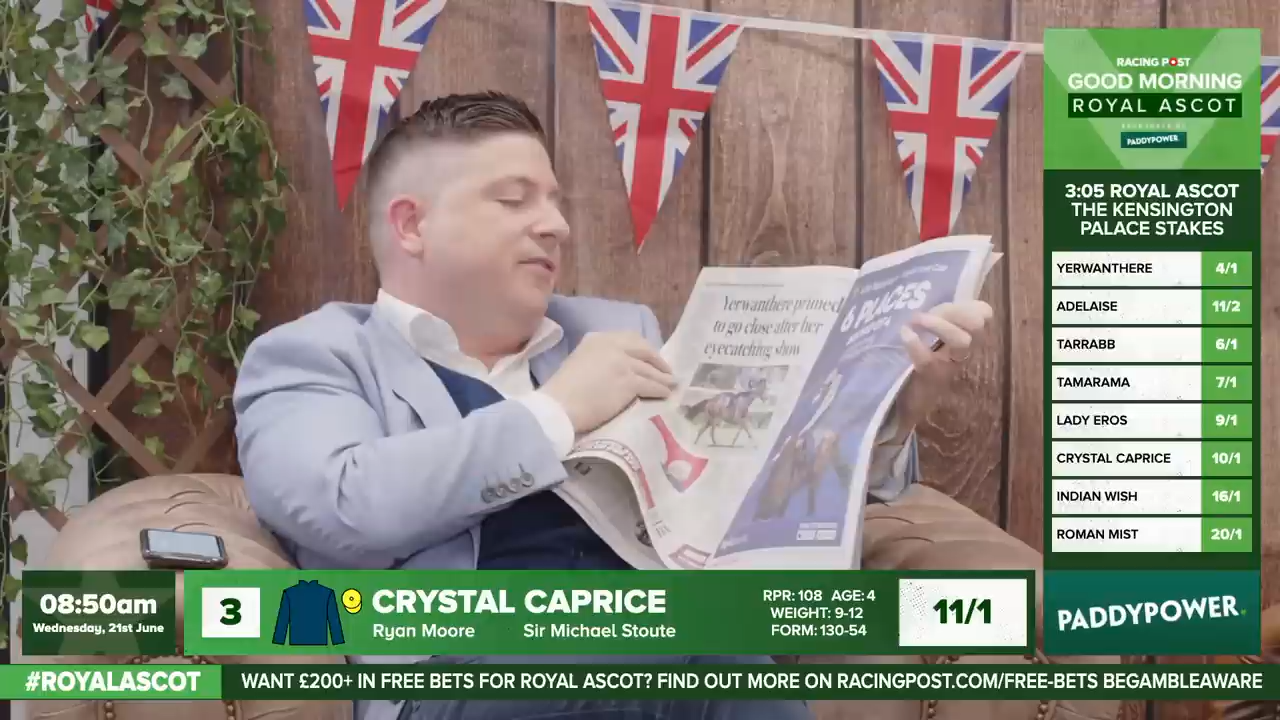 RACING POST
GOOD MORNING
ROYAL ASCOT
PADDYPOWER
3:05 ROYAL ASCOT
THE KENSINGTON
PALACE STAKES
YERWANTHERE 4/1
ADELAISE 11/2
TARRABB 6/1
TAMARAMA 7/1
LADY EROS 9/1
CRYSTAL CAPRICE 10/1
INDIAN WISH 16/1
ROMAN MIST 20/1
PADDYPOWER
Yerwanthere primed
to go close after her
eyecatching show
6 PLACES
08:50am
Wednesday, 21st June
3
CRYSTAL CAPRICE
Ryan Moore Sir Michael Stoute
RPR: 108 AGE: 4
WEIGHT: 9-12
FORM: 130-54
11/1
#ROYALASCOT
WANT £200+ IN FREE BETS FOR ROYAL ASCOT? FIND OUT MORE ON RACINGPOST.COM/FREE-BETS BEGAMBLEAWARE